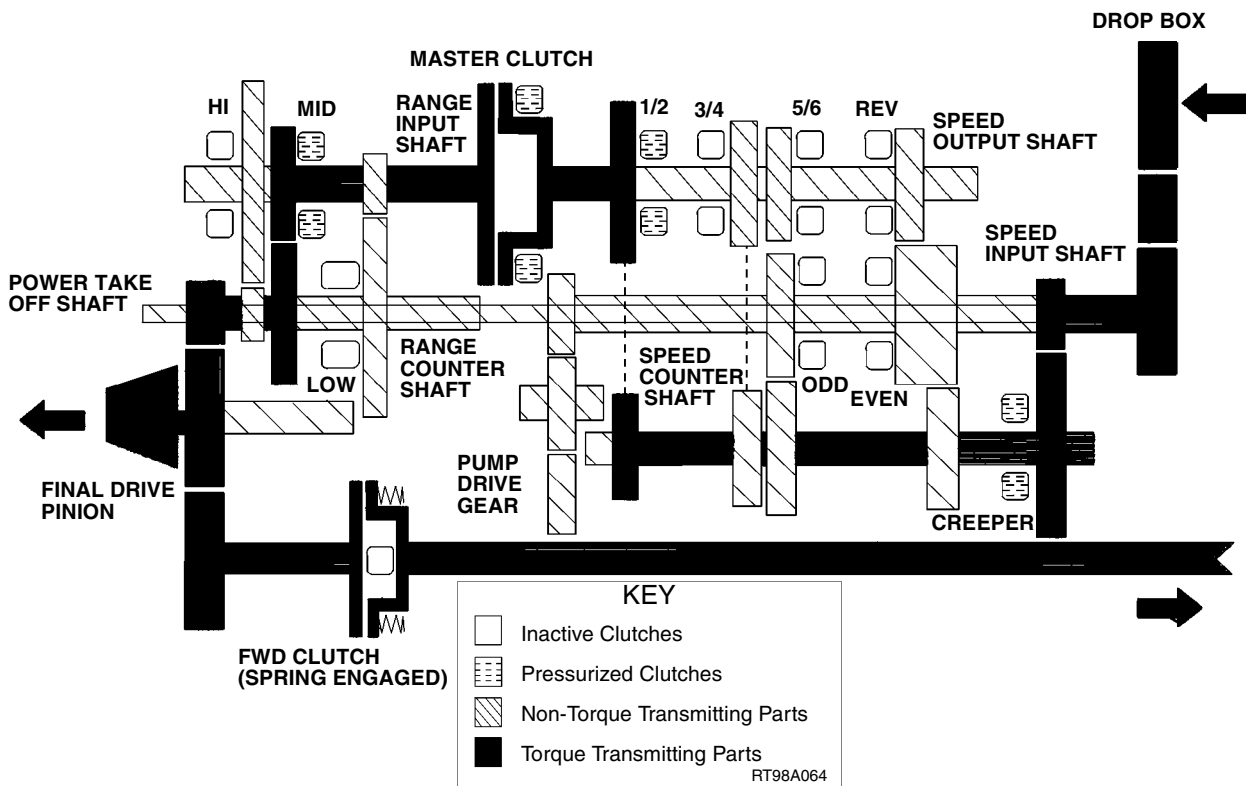 DROP BOX
MASTER CLUTCH
HI
MID
RANGE
INPUT
SHAFT
1/2
3/4
5/6
REV
SPEED
OUTPUT SHAFT
SPEED
INPUT SHAFT
POWER TAKE
OFF SHAFT
LOW
RANGE
COUNTER
SHAFT
SPEED
COUNTER
SHAFT
ODD
EVEN
FINAL DRIVE
PINION
PUMP
DRIVE
GEAR
CREEPER
FWD CLUTCH
(SPRING ENGAGED)
KEY
Inactive Clutches
Pressurized Clutches
Non-Torque Transmitting Parts
Torque Transmitting Parts
RT98A064